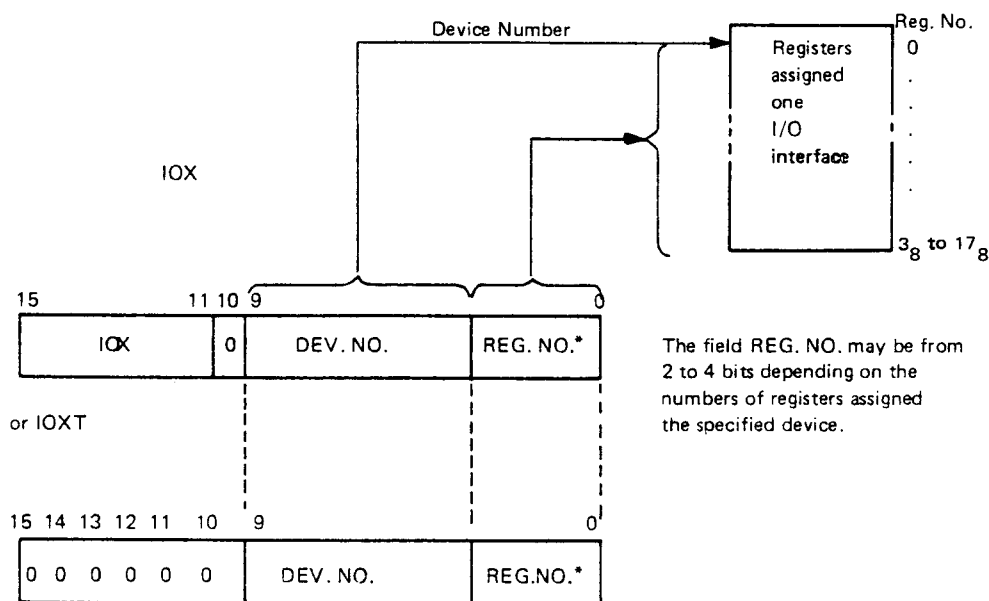 Device Number
Reg. No.
Registers
assigned
one
I/O
interface
0
.
.
.
.
.
3₈ to 17₈
IOX
15 11 10 9 0
IOX 0 DEV. NO. REG. NO.*
The field REG. NO. may be from
2 to 4 bits depending on the
numbers of registers assigned
the specified device.
or IOXT
15 14 13 12 11 10 9 0
0 0 0 0 0 0 DEV. NO. REG.NO.*